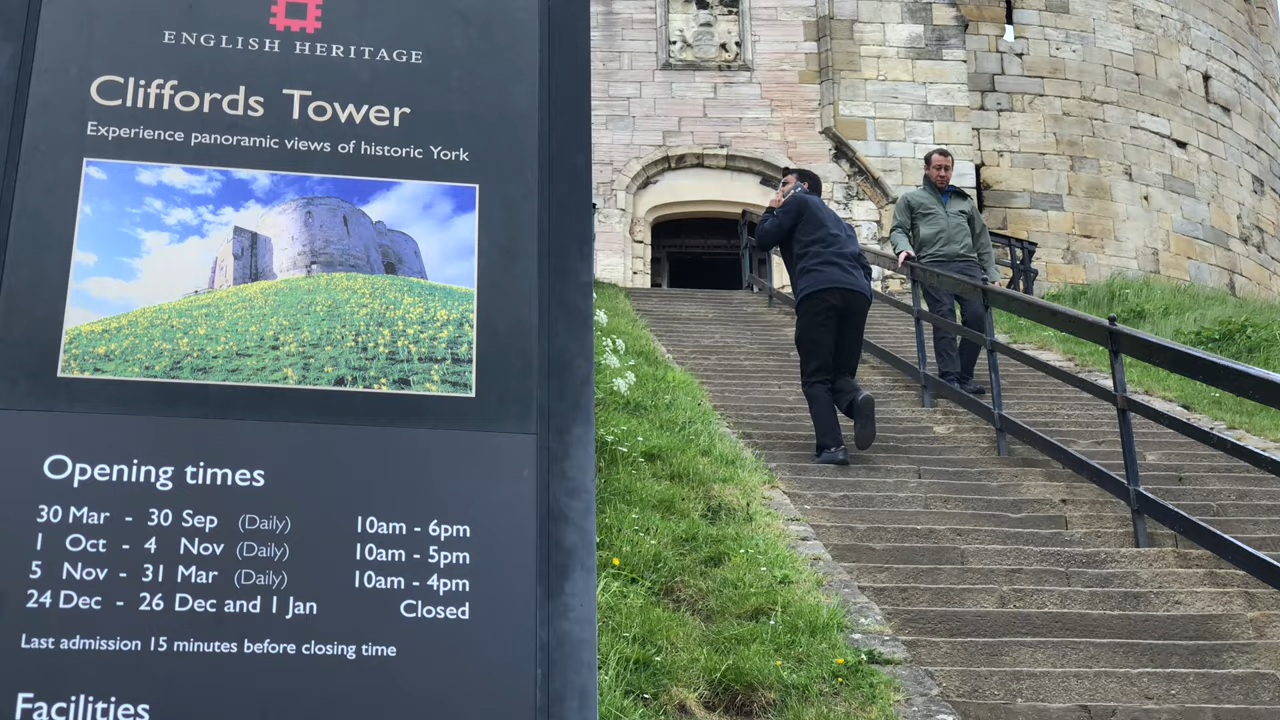 ENGLISH HERITAGE
Cliffords Tower
Experience panoramic views of historic York
Opening times
30 Mar - 30 Sep (Daily) 10am - 6pm
1 Oct - 4 Nov (Daily) 10am - 5pm
5 Nov - 31 Mar (Daily) 10am - 4pm
24 Dec - 26 Dec and 1 Jan Closed
Last admission 15 minutes before closing time
Facilities